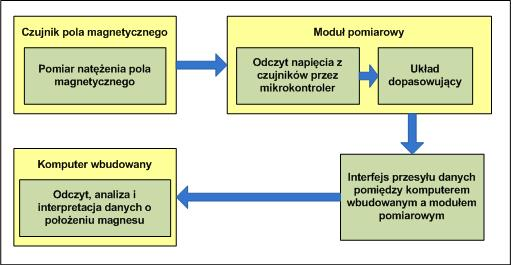 Czujnik pola magnetycznego
Pomiar natężenia pola
magnetycznego
Moduł pomiarowy
Odczyt napięcia z
czujników przez
mikrokontroler
Układ
dopasowujący
Interfejs przesyłu danych
pomiędzy komputerem
wbudowanym a modułem
pomiarowym
Komputer wbudowany
Odczyt, analiza i
interpretacja danych o
położeniu magnesu